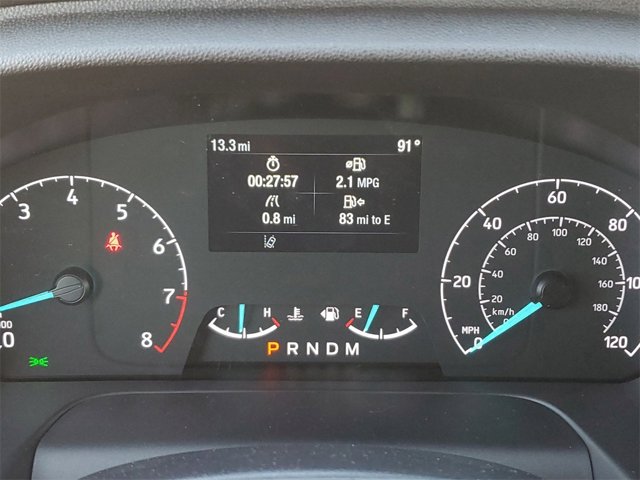 13.3 mi 91°
00:27:57 2.1 MPG
0.8 mi 83 mi to E
3 4 5 6 7 8
0
C H E F
P R N D M
0 20 40 60 80 100 120
MPH
20 40 60 80 100 120 140 160 180
km/h